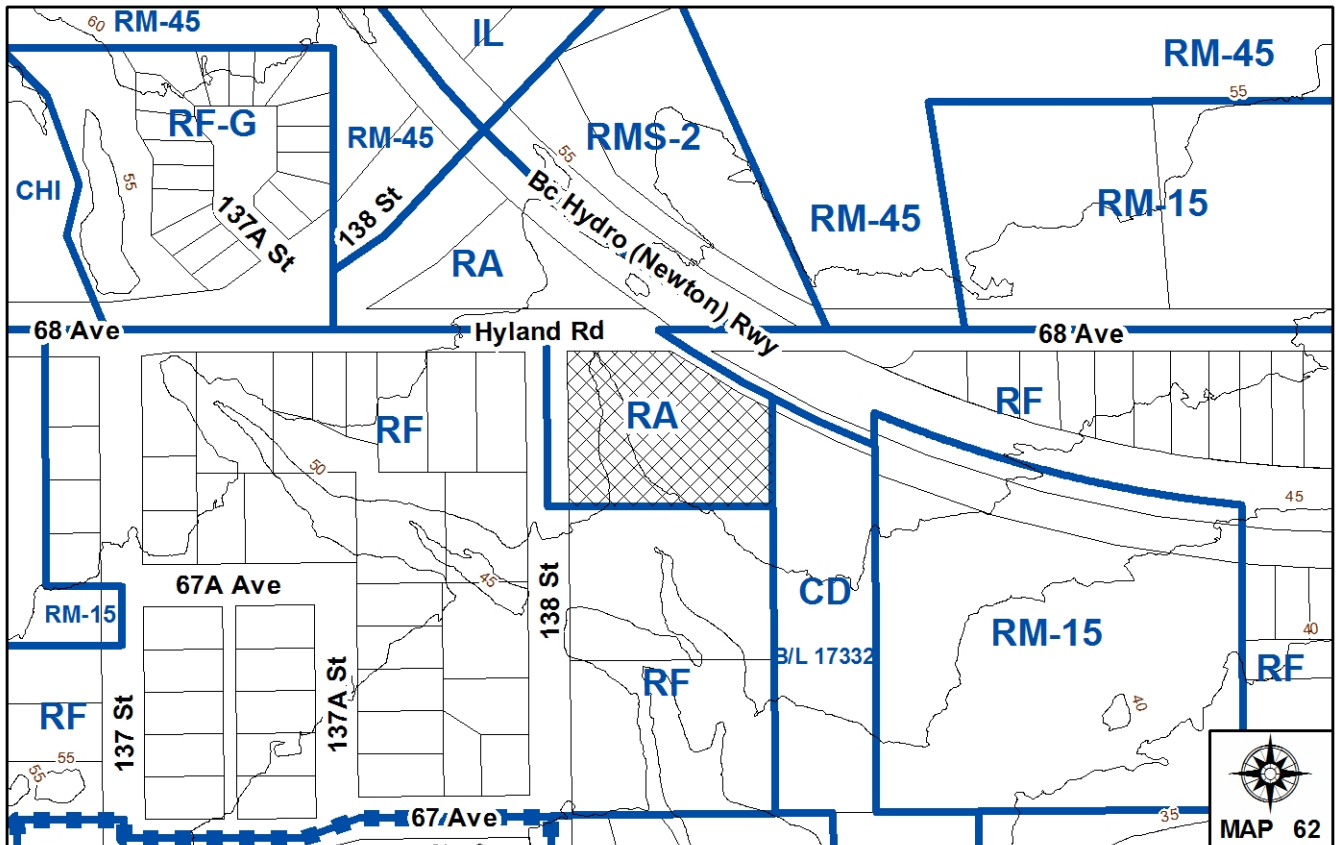 60
RM-45
IL
RM-45
55
RF-G
RM-45
55
RMS-2
CHI
55
137A St
138 St
RM-45
RM-15
RA
Bc Hydro (Newton) Rwy
68 Ave
Hyland Rd
68 Ave
RF
RA
RF
50
45
45
67A Ave
138 St
CD
RM-15
RM-15
40
B/L 17332
RF
RF
RF
137 St
137A St
40
55
55
67 Ave
35
MAP 62